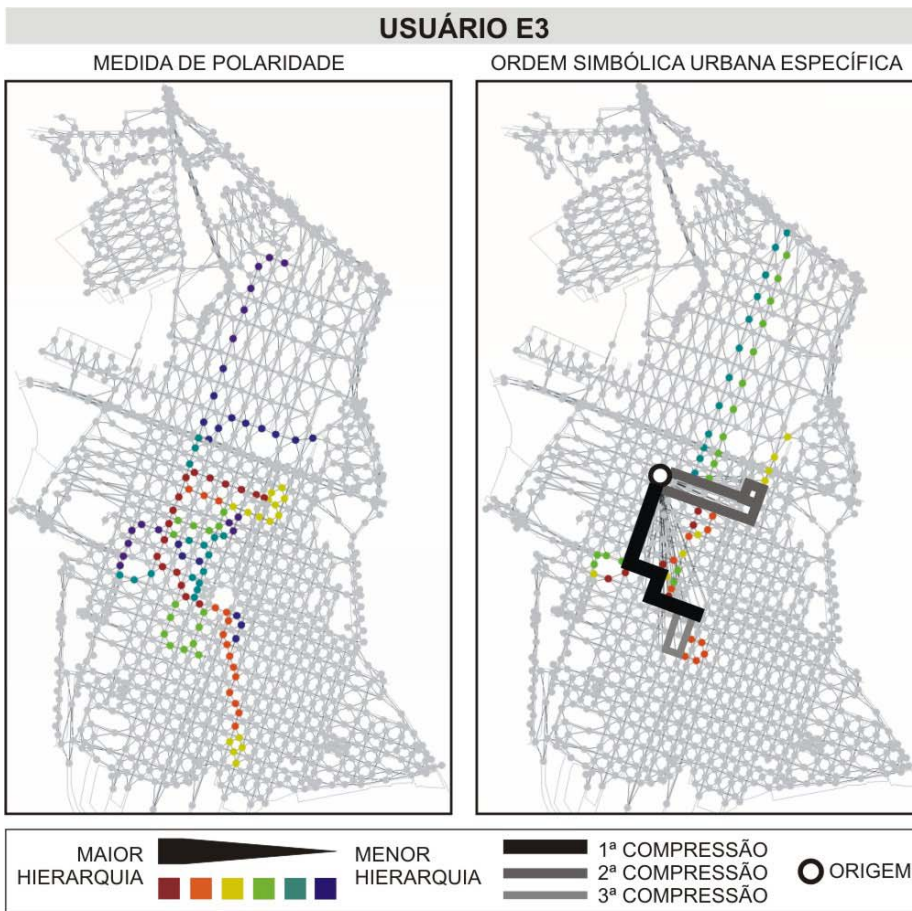 USUÁRIO E3
MEDIDA DE POLARIDADE
ORDEM SIMBÓLICA URBANA ESPECÍFICA
MAIOR
HIERARQUIA
MENOR
HIERARQUIA
1ª COMPRESSÃO
2ª COMPRESSÃO
3ª COMPRESSÃO
ORIGEM